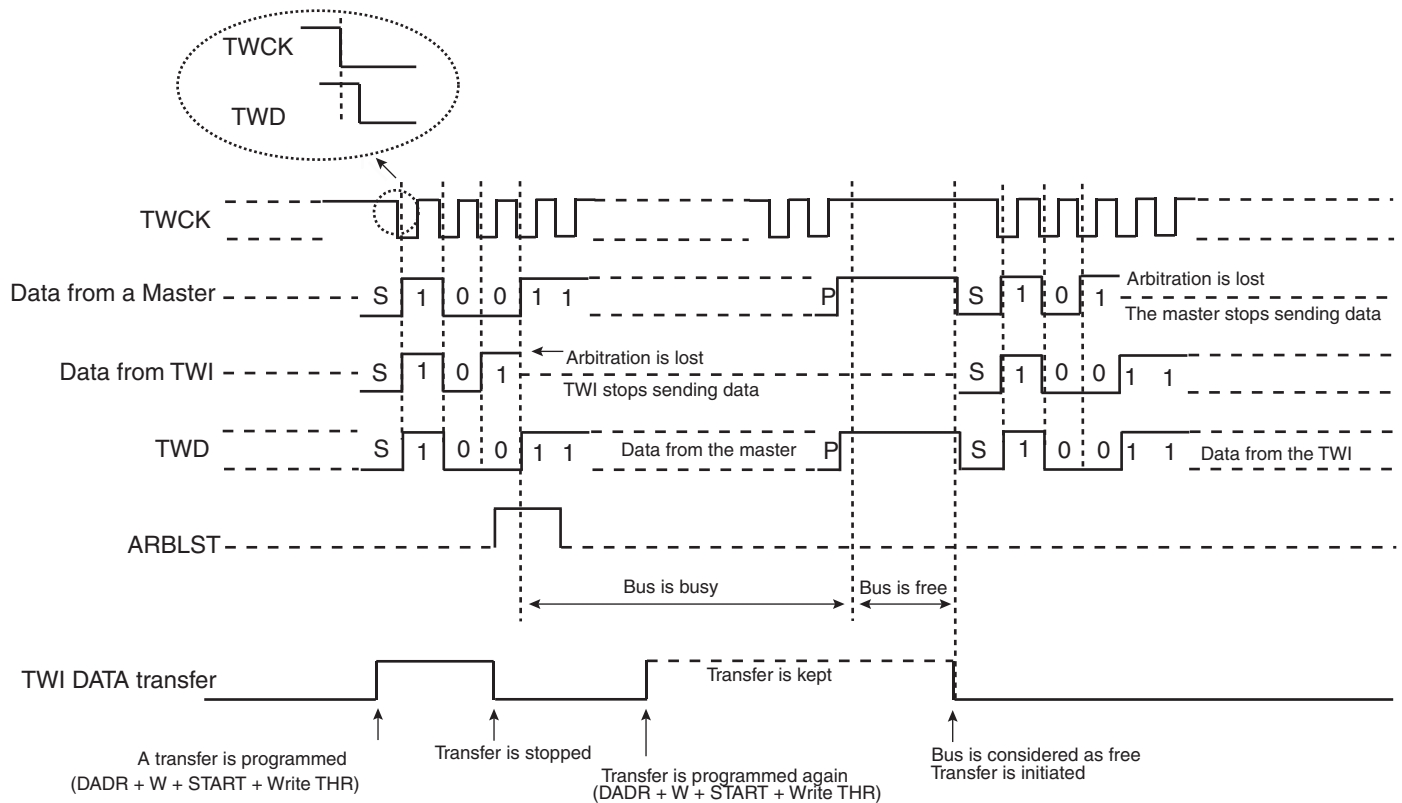 TWCK
TWD
TWCK
Data from a Master
S 1 0 0 1 1
P
S 1 0 1
Arbitration is lost
The master stops sending data
Data from TWI
S 1 0 1
Arbitration is lost
TWI stops sending data
S 1 0 0 1 1
TWD
S 1 0 0 1 1
Data from the master
P
S 1 0 0 1 1
Data from the TWI
ARBLST
Bus is busy
Bus is free
TWI DATA transfer
Transfer is kept
A transfer is programmed
(DADR + W + START + Write THR)
Transfer is stopped
Transfer is programmed again
(DADR + W + START + Write THR)
Bus is considered as free
Transfer is initiated